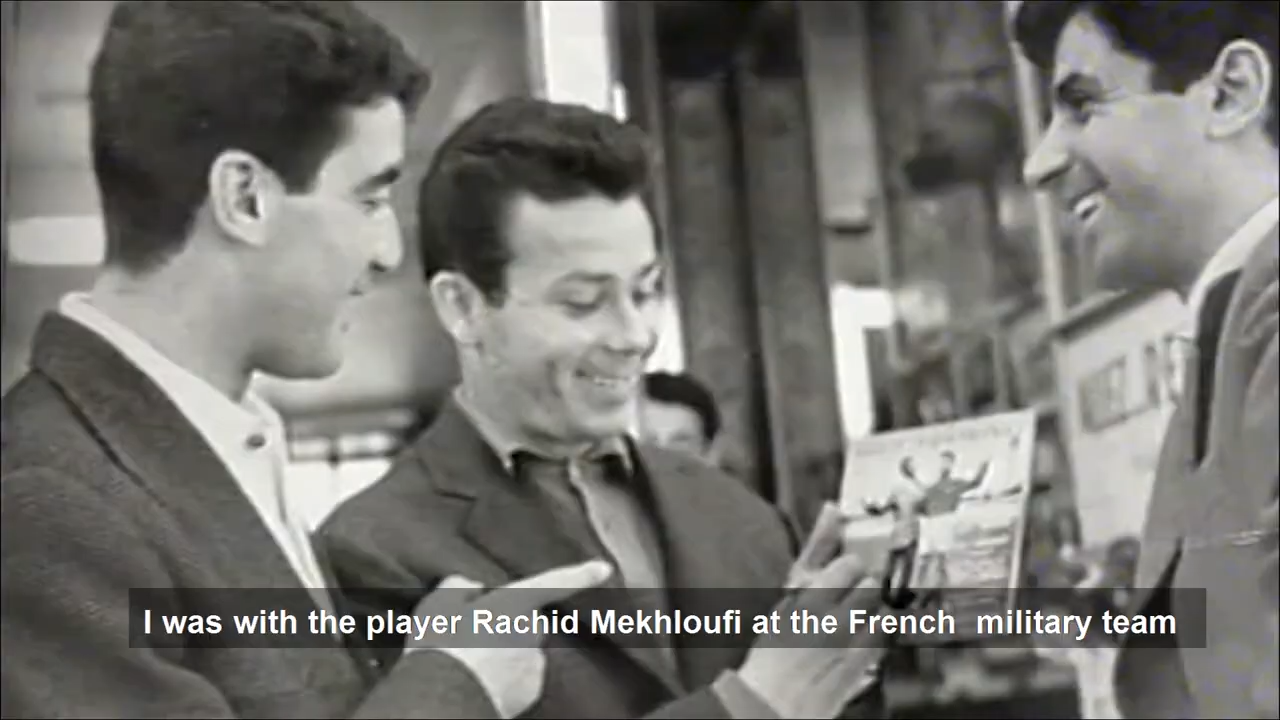 I was with the player Rachid Mekhloufi at the French  military team